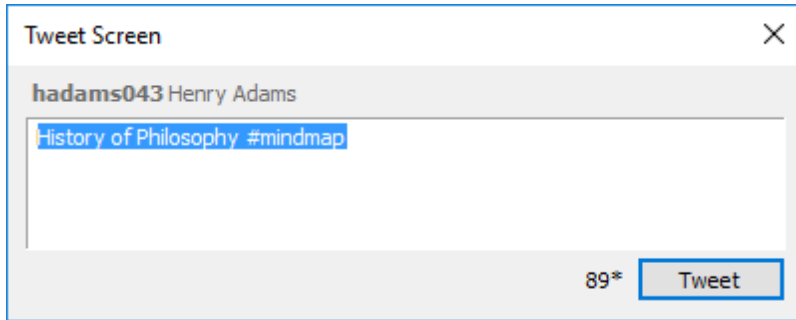 Tweet Screen
hadams043 Henry Adams
History of Philosophy #mindmap
89* Tweet